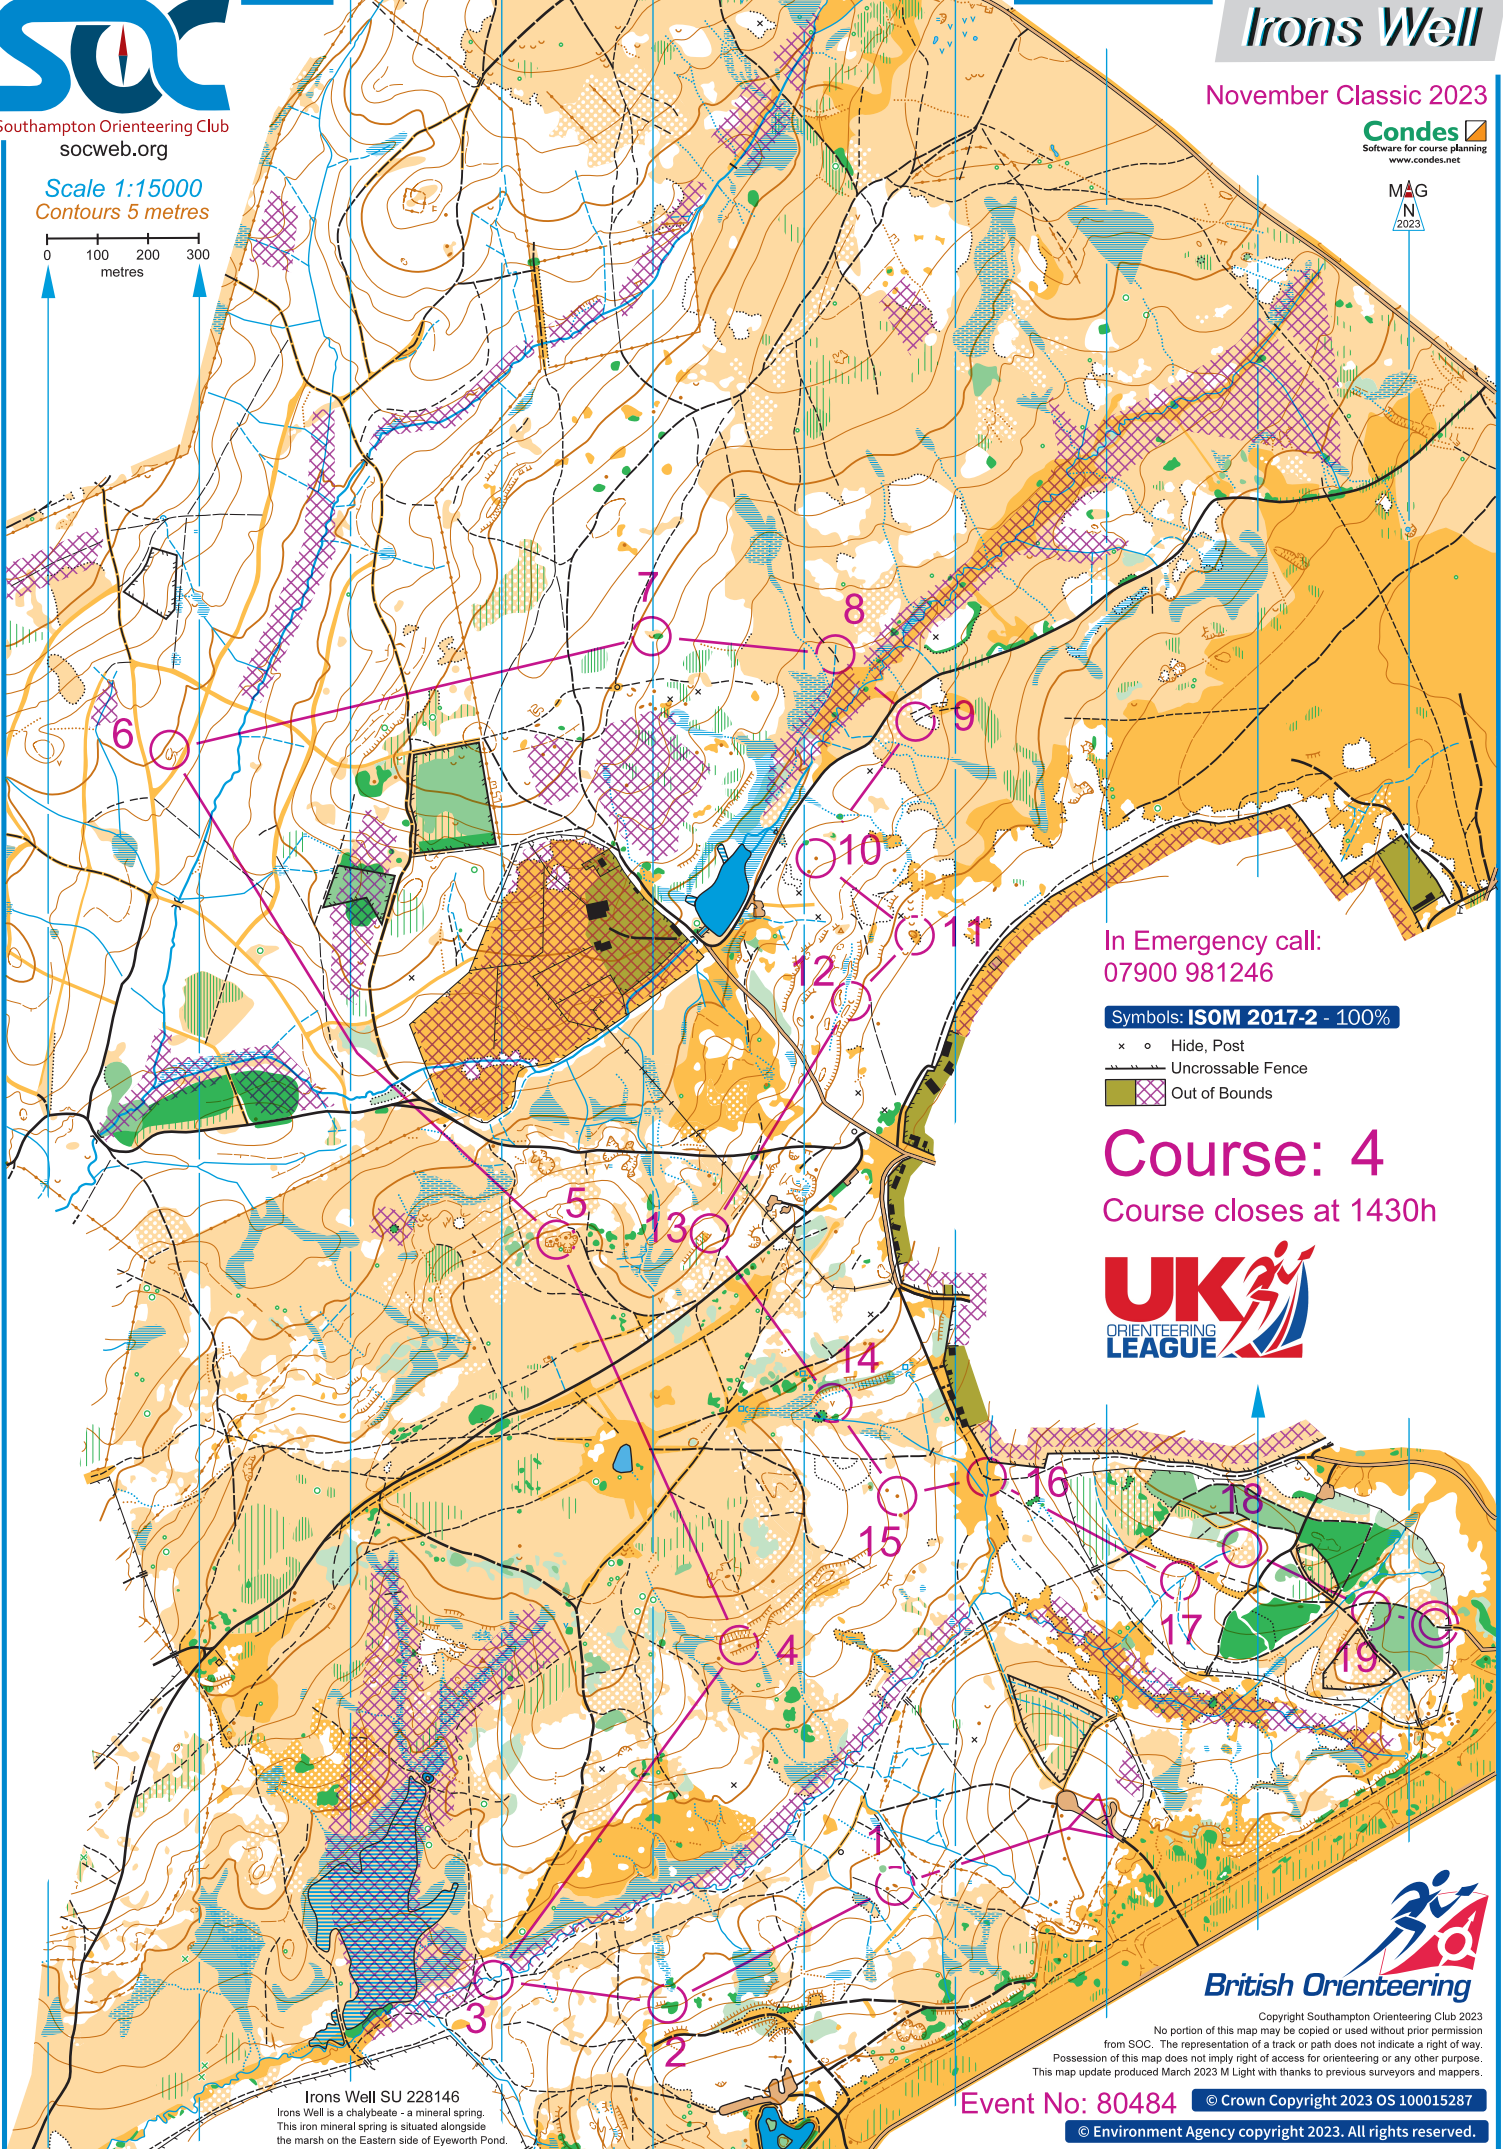 SOC
Southampton Orienteering Club
socweb.org
Scale 1:15000
Contours 5 metres
0 100 200 300
metres
Irons Well
November Classic 2023
Condes
Software for course planning
www.condes.net
MAG
N
2023
7
8
6
9
10
11
12
In Emergency call:
07900 981246
Symbols: ISOM 2017-2 - 100%
x o Hide, Post
Uncrossable Fence
Out of Bounds
Course: 4
Course closes at 1430h
5
13
UK
ORIENTEERING
LEAGUE
14
16
18
15
17
4
19
1
3
2
British Orienteering
Copyright Southampton Orienteering Club 2023
No portion of this map may be copied or used without prior permission
from SOC. The representation of a track or path does not indicate a right of way.
Possession of this map does not imply right of access for orienteering or any other purpose.
This map update produced March 2023 M Light with thanks to previous surveyors and mappers.
Event No: 80484
© Crown Copyright 2023 OS 100015287
© Environment Agency copyright 2023. All rights reserved.
Irons Well SU 228146
Irons Well is a chalybeate - a mineral spring.
This iron mineral spring is situated alongside
the marsh on the Eastern side of Eyeworth Pond.